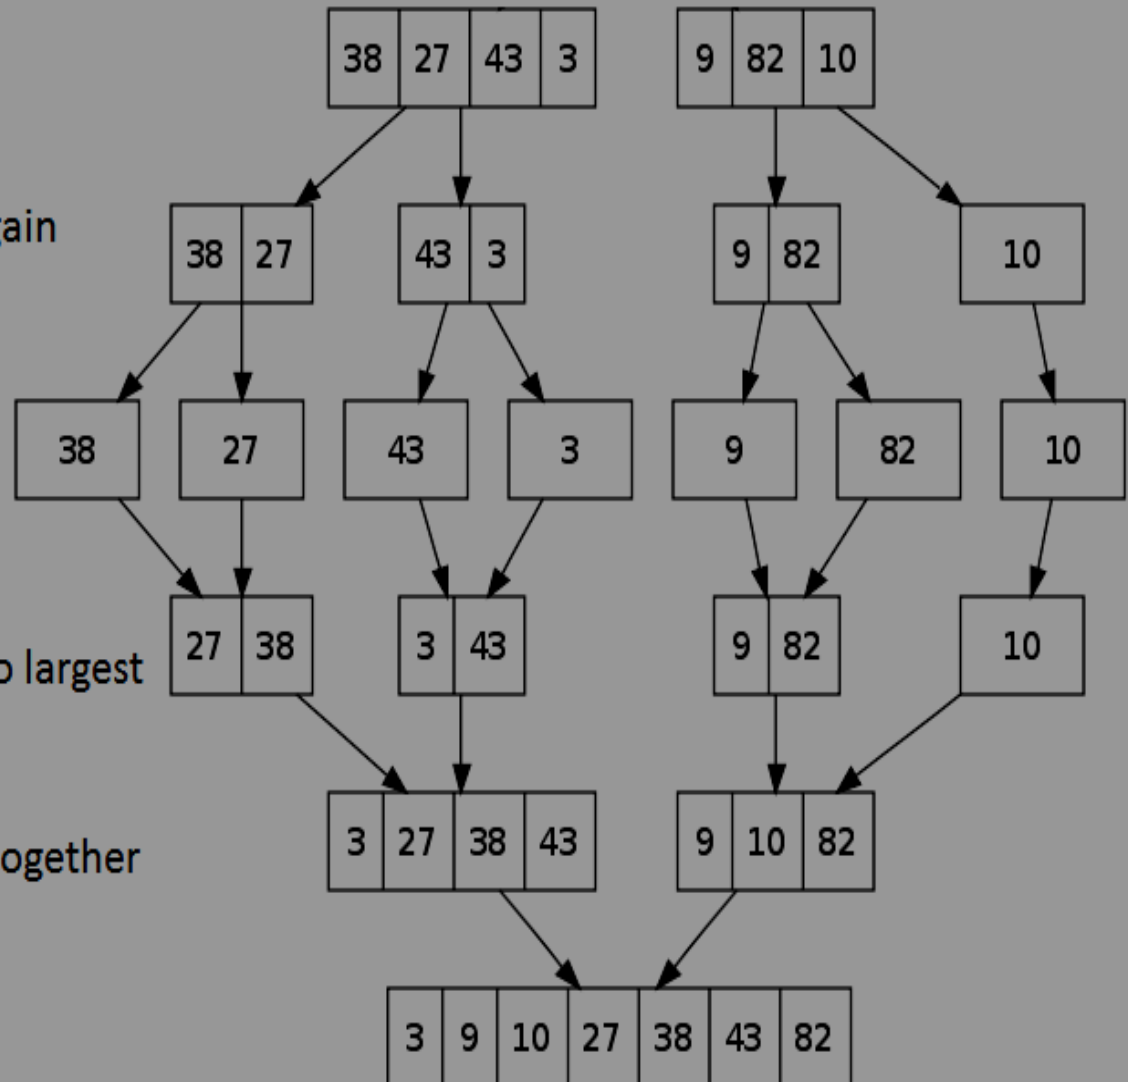 38 27 43 3 9 82 10
gain
38 27 43 3 9 82 10
38 27 43 3 9 82 10
27 38 3 43 9 82 10
o largest
3 27 38 43 9 10 82
ogether
3 9 10 27 38 43 82